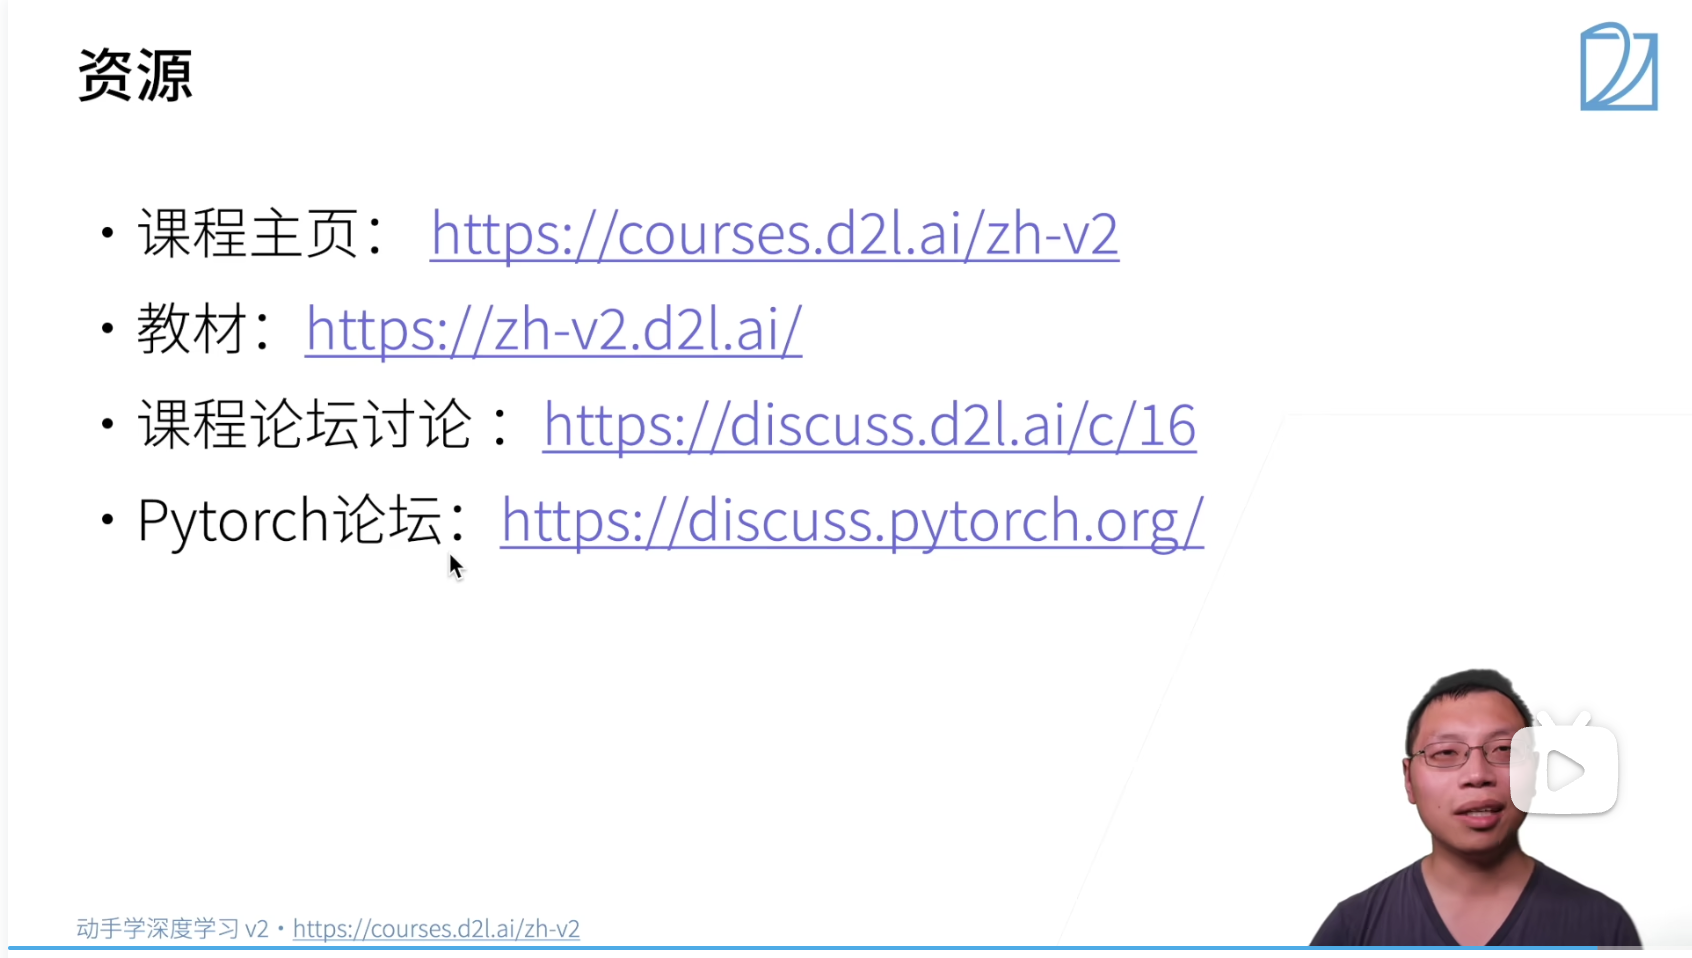 资源
• 课程主页： https://courses.d2l.ai/zh-v2
• 教材：https://zh-v2.d2l.ai/
• 课程论坛讨论 ：https://discuss.d2l.ai/c/16
• Pytorch论坛：https://discuss.pytorch.org/
动手学深度学习 v2 • https://courses.d2l.ai/zh-v2